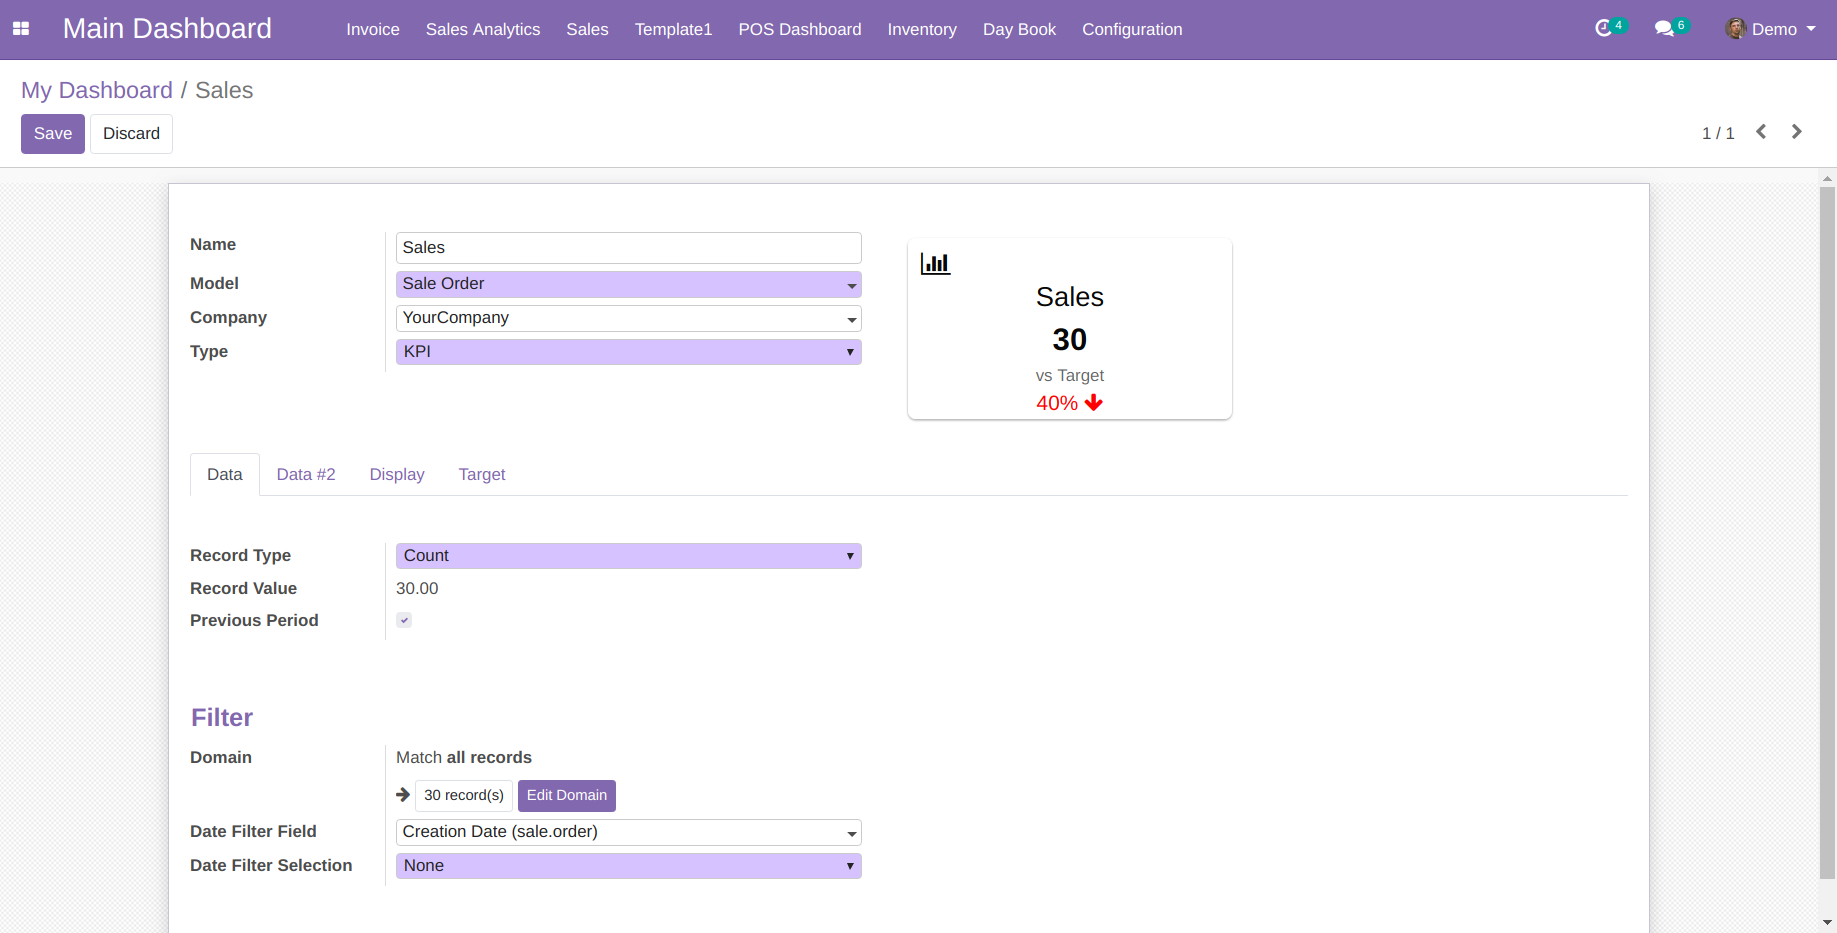 Main Dashboard Invoice Sales Analytics Sales Template1 POS Dashboard Inventory Day Book Configuration 4 6 Demo
My Dashboard / Sales
Save Discard 1 / 1
Name Sales
Model Sale Order
Company YourCompany
Type KPI
Sales
30
vs Target
40%
Data Data #2 Display Target
Record Type Count
Record Value 30.00
Previous Period
Filter
Domain Match all records
30 record(s) Edit Domain
Date Filter Field Creation Date (sale.order)
Date Filter Selection None